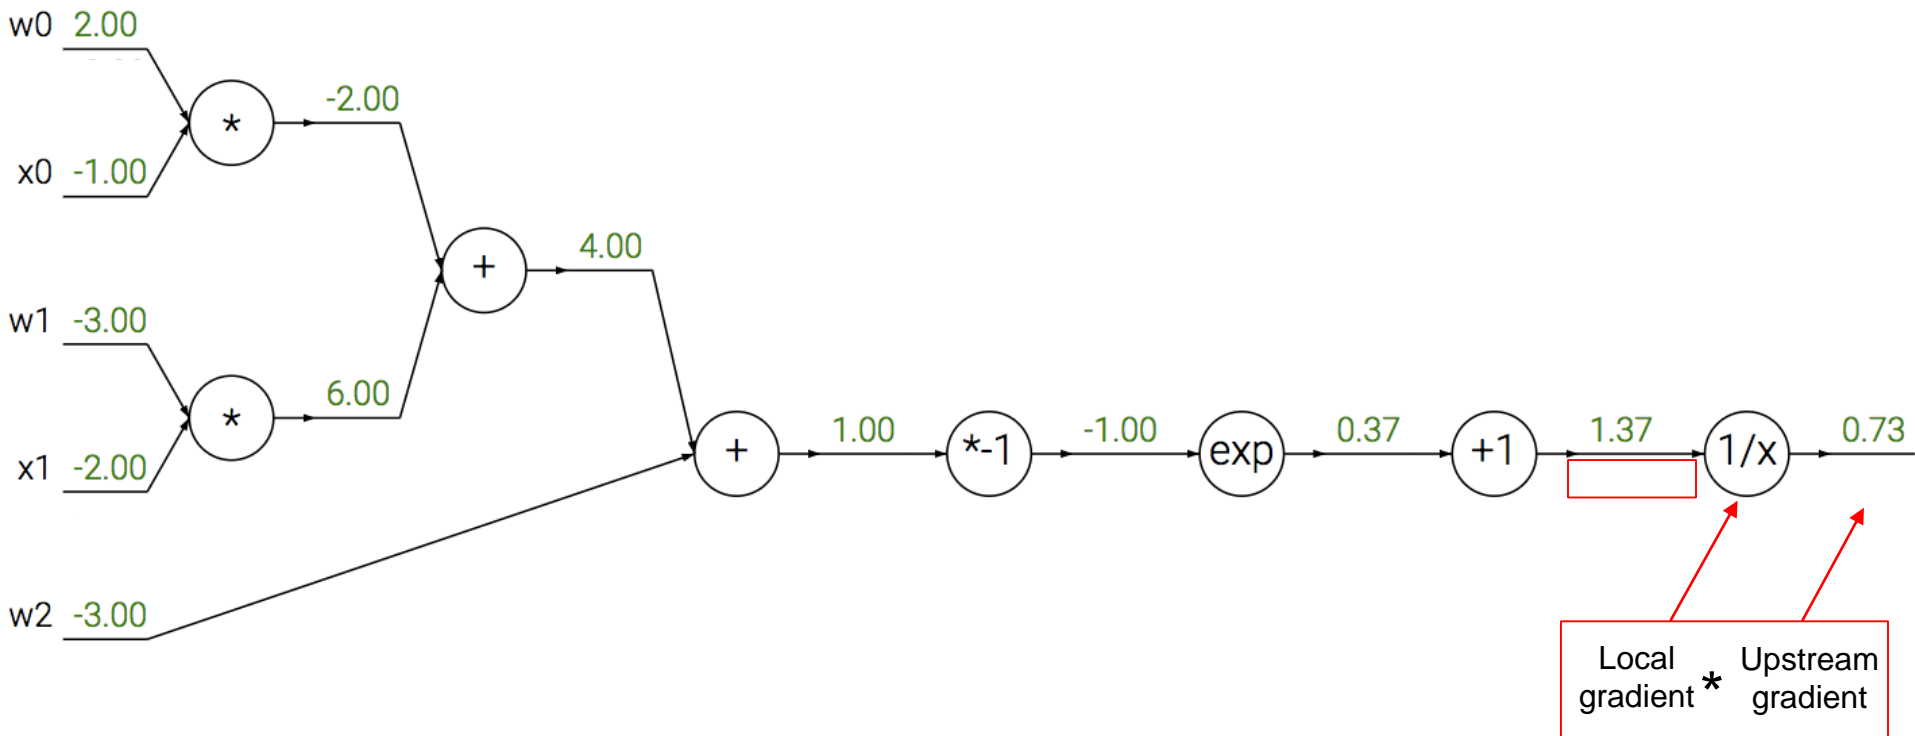 w0 2.00
* -2.00
x0 -1.00
+ 4.00
w1 -3.00
* 6.00
x1 -2.00
+ 1.00 *-1 -1.00 exp 0.37 +1 1.37 1/x 0.73
w2 -3.00
Local gradient * Upstream gradient